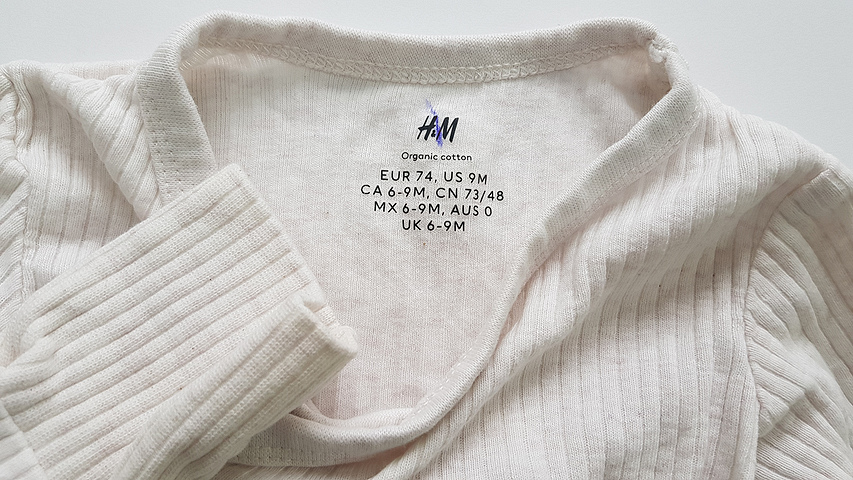 H&M
Organic cotton
EUR 74, US 9M
CA 6-9M, CN 73/48
MX 6-9M, AUS 0
UK 6-9M